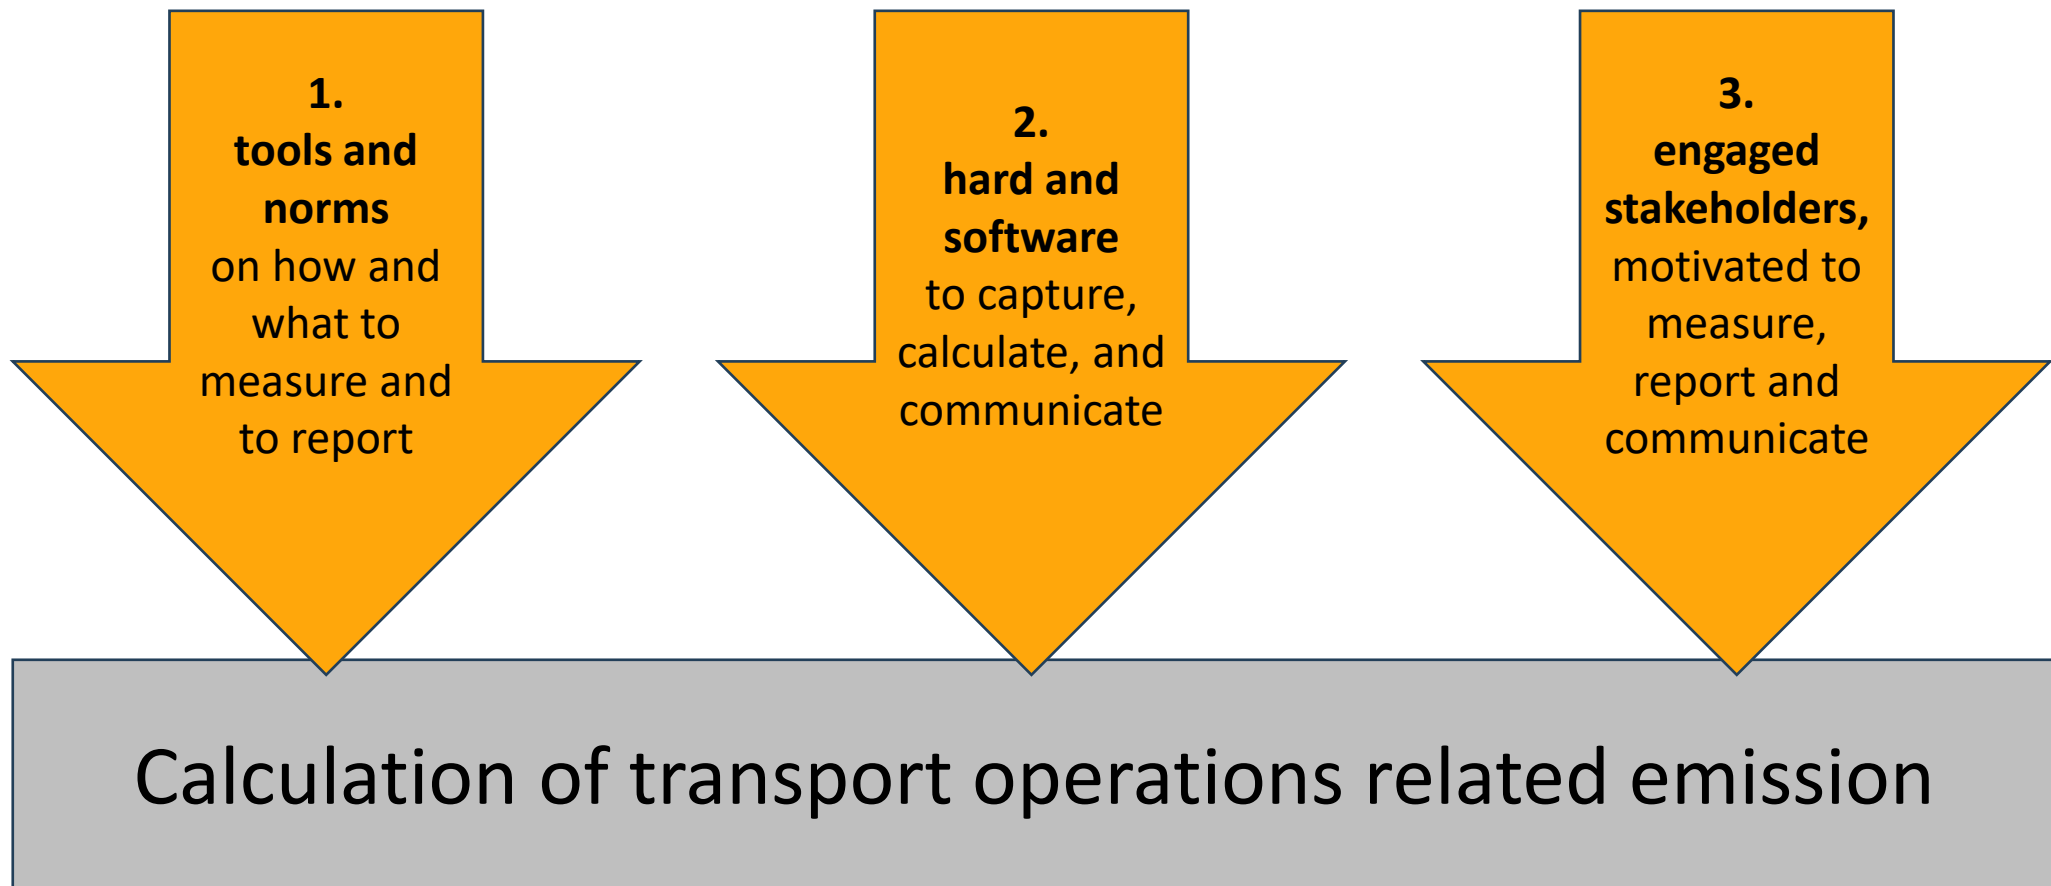 1.
tools and
norms
on how and
what to
measure and
to report
2.
hard and
software
to capture,
calculate, and
communicate
3.
engaged
stakeholders,
motivated to
measure,
report and
communicate
Calculation of transport operations related emission